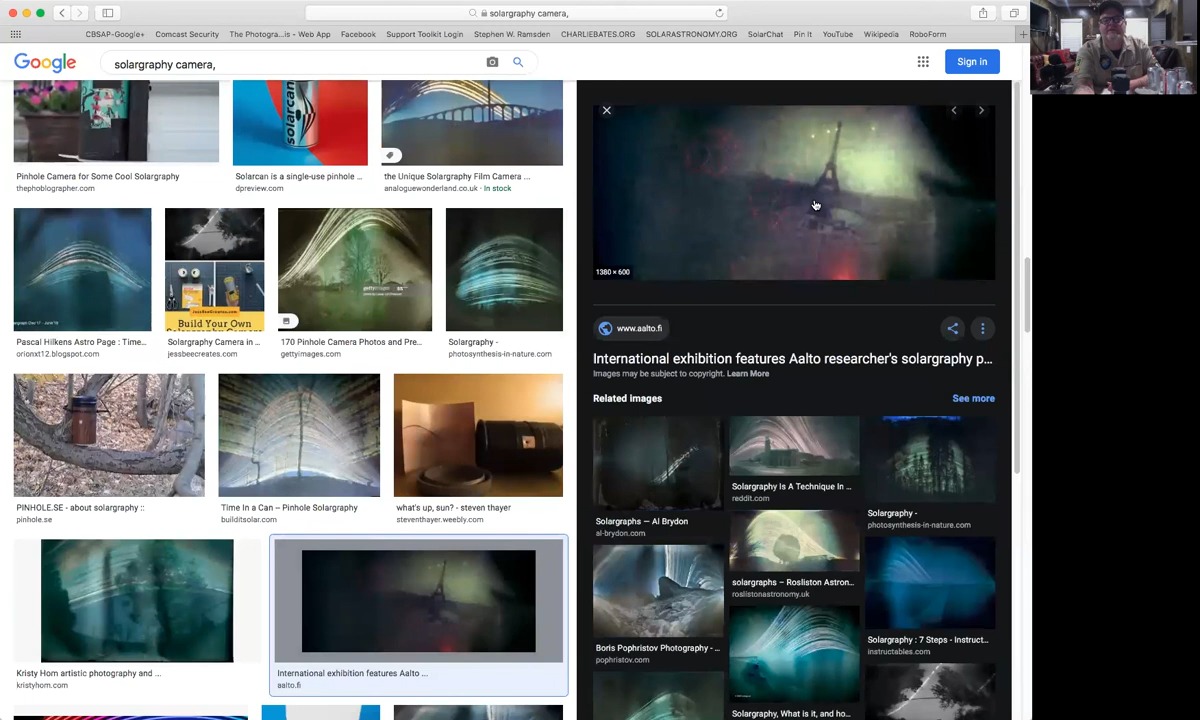 solargraphy camera,
CBSAP-Google+ Comcast Security The Photogra...is – Web App Facebook Support Toolkit Login Stephen W. Ramsden CHARLIEBATES.ORG SOLARASTRONOMY.ORG SolarChat Pin It YouTube Wikipedia RoboForm
Google
solargraphy camera,
Sign in
solarcan
Pinhole Camera for Some Cool Solargraphy
thephoblographer.com
Solarcan is a single-use pinhole ...
dpreview.com
the Unique Solargraphy Film Camera ...
analoguewonderland.co.uk · In stock
Build Your Own
Pascal Hilkens Astro Page : Time...
orionxt12.blogspot.com
Solargraphy Camera in ...
jessbeecreates.com
gettyimages
170 Pinhole Camera Photos and Pre...
gettyimages.com
Solargraphy -
photosynthesis-in-nature.com
PINHOLE.SE - about solargraphy ::
pinhole.se
Time In a Can – Pinhole Solargraphy
builditsolar.com
what's up, sun? - steven thayer
steventhayer.weebly.com
Kristy Hom artistic photography and ...
kristyhom.com
International exhibition features Aalto ...
aalto.fi
1380 × 600
www.aalto.fi
International exhibition features Aalto researcher's solargraphy p...
Images may be subject to copyright. Learn More
Related images
See more
Solargraphs — Al Brydon
al-brydon.com
Solargraphy Is A Technique In ...
reddit.com
Solargraphy -
photosynthesis-in-nature.com
solargraphs – Rosliston Astron...
roslistonastronomy.uk
Boris Pophristov Photography - ...
pophristov.com
Solargraphy : 7 Steps - Instruct...
instructables.com
Solargraphy, What is it, and ho...